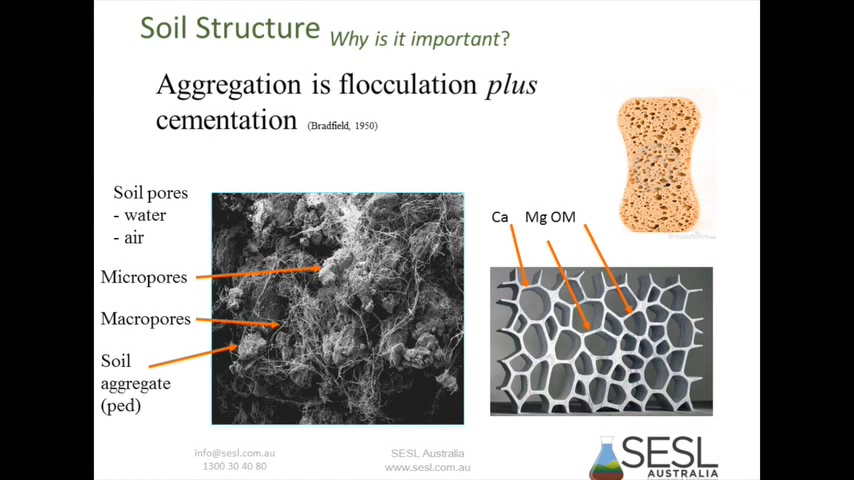 Soil Structure Why is it important?
Aggregation is flocculation plus
cementation (Bradfield, 1950)
Soil pores
- water
- air
Ca Mg OM
Micropores
Macropores
Soil
aggregate
(ped)
info@sesl.com.au
1300 30 40 80
SESL Australia
www.sesl.com.au
SESL
AUSTRALIA